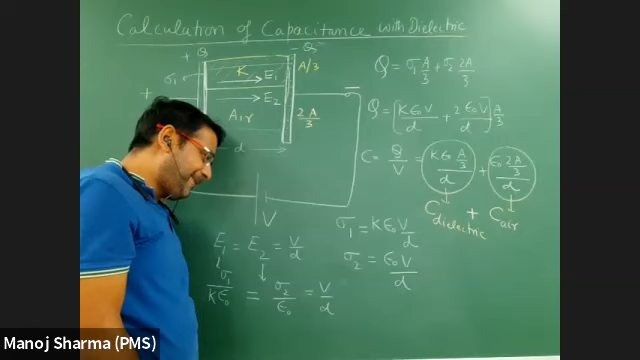 Calculation of Capacitance with Dielectric
+ Q
- Q
σ₁
K
E₁
A/3
E₂
Air
2A/3
+
-
d
V
Q = σ₁ A/3 + σ₂ 2A/3
Q = [Kε₀V/d + 2ε₀V/d] A/3
C = Q/V = Kε₀ A/3 / d + ε₀ 2A/3 / d
C dielectric + C air
E₁ = E₂ = V/d
σ₁/Kε₀ = σ₂/ε₀ = V/d
σ₁ = Kε₀ V/d
σ₂ = ε₀ V/d
Manoj Sharma (PMS)